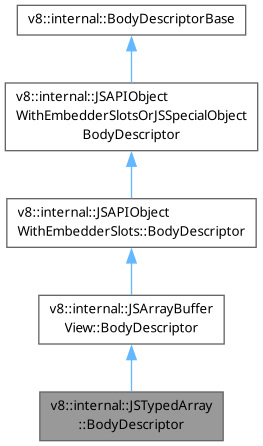 v8::internal::BodyDescriptorBase
v8::internal::JSAPIObject
WithEmbedderSlotsOrJSSpecialObject
BodyDescriptor
v8::internal::JSAPIObject
WithEmbedderSlots::BodyDescriptor
v8::internal::JSArrayBuffer
View::BodyDescriptor
v8::internal::JSTypedArray
::BodyDescriptor